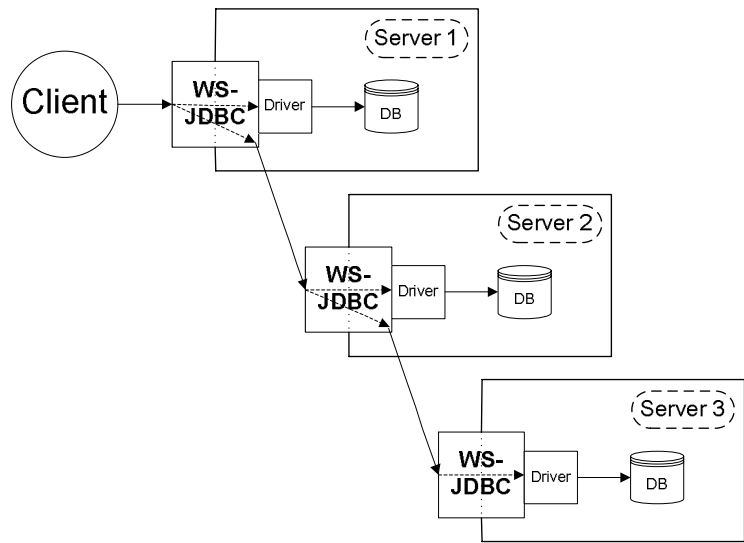 Server 1
Client
WS-
JDBC
Driver
DB
Server 2
WS-
JDBC
Driver
DB
Server 3
WS-
JDBC
Driver
DB